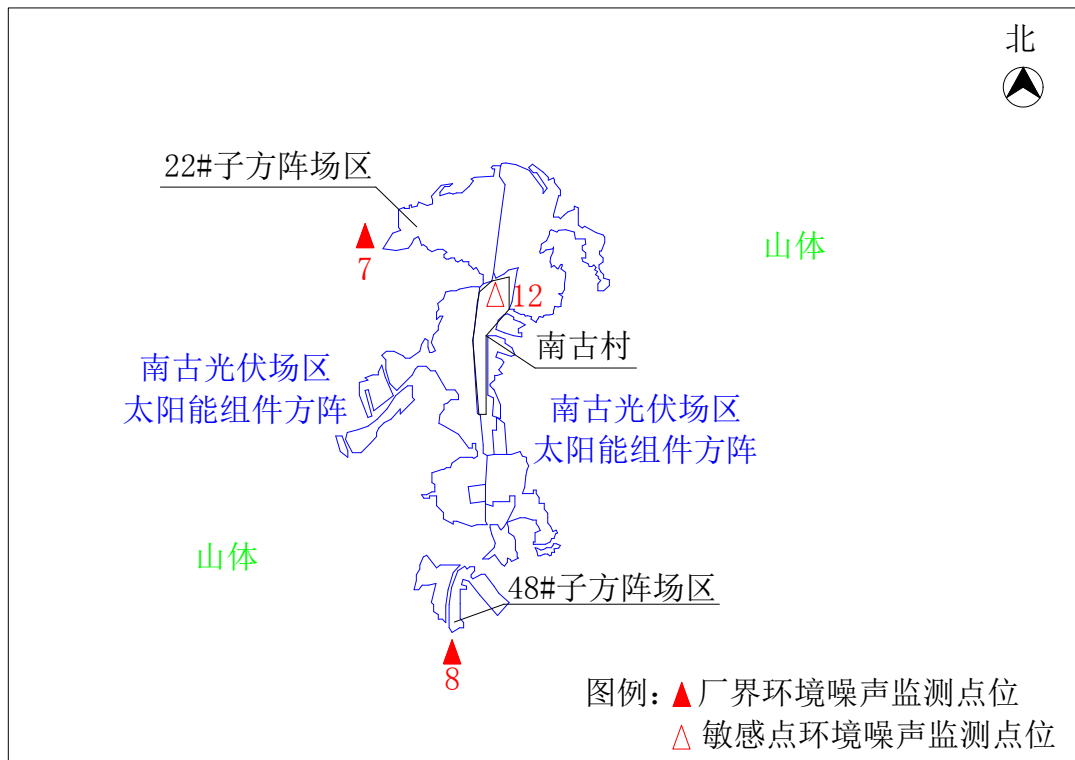 北
22#子方阵场区
山体
7
12
南古村
南古光伏场区
太阳能组件方阵
南古光伏场区
太阳能组件方阵
山体
48#子方阵场区
8
图例：
厂界环境噪声监测点位
敏感点环境噪声监测点位